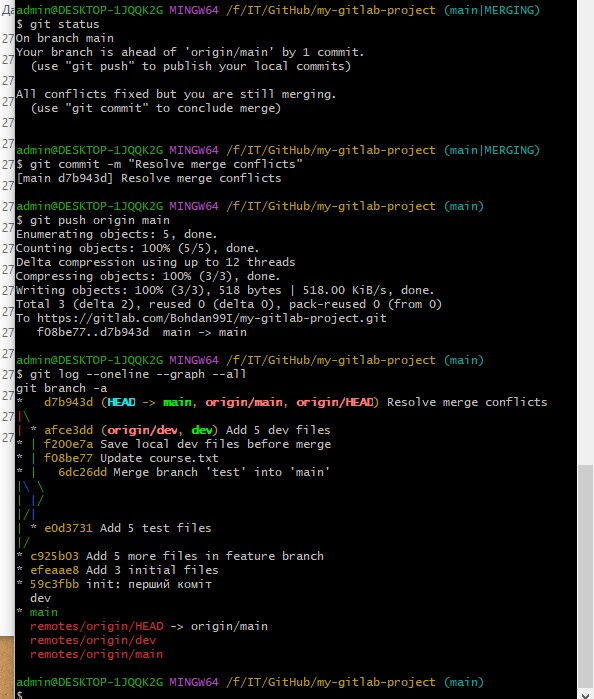 Да
admin@DESKTOP-1JQQK2G MINGW64 /f/IT/GitHub/my-gitlab-project (main|MERGING)
$ git status
On branch main
Your branch is ahead of 'origin/main' by 1 commit.
  (use "git push" to publish your local commits)

All conflicts fixed but you are still merging.
  (use "git commit" to conclude merge)

admin@DESKTOP-1JQQK2G MINGW64 /f/IT/GitHub/my-gitlab-project (main|MERGING)
$ git commit -m "Resolve merge conflicts"
[main d7b943d] Resolve merge conflicts

admin@DESKTOP-1JQQK2G MINGW64 /f/IT/GitHub/my-gitlab-project (main)
$ git push origin main
Enumerating objects: 5, done.
Counting objects: 100% (5/5), done.
Delta compression using up to 12 threads
Compressing objects: 100% (3/3), done.
Writing objects: 100% (3/3), 518 bytes | 518.00 KiB/s, done.
Total 3 (delta 2), reused 0 (delta 0), pack-reused 0 (from 0)
To https://gitlab.com/Bohdan99I/my-gitlab-project.git
   f08be77..d7b943d  main -> main

admin@DESKTOP-1JQQK2G MINGW64 /f/IT/GitHub/my-gitlab-project (main)
$ git log --oneline --graph --all
git branch -a
*   d7b943d (HEAD -> main, origin/main, origin/HEAD) Resolve merge conflicts
|\
| * afce3dd (origin/dev, dev) Add 5 dev files
* | f200e7a Save local dev files before merge
* | f08be77 Update course.txt
* |   6dc26dd Merge branch 'test' into 'main'
|\ \
| |/
|/|
| * e0d3731 Add 5 test files
|/
* c925b03 Add 5 more files in feature branch
* efeaae8 Add 3 initial files
* 59c3fbb init: перший коміт
  dev
* main
  remotes/origin/HEAD -> origin/main
  remotes/origin/dev
  remotes/origin/main

admin@DESKTOP-1JQQK2G MINGW64 /f/IT/GitHub/my-gitlab-project (main)
$